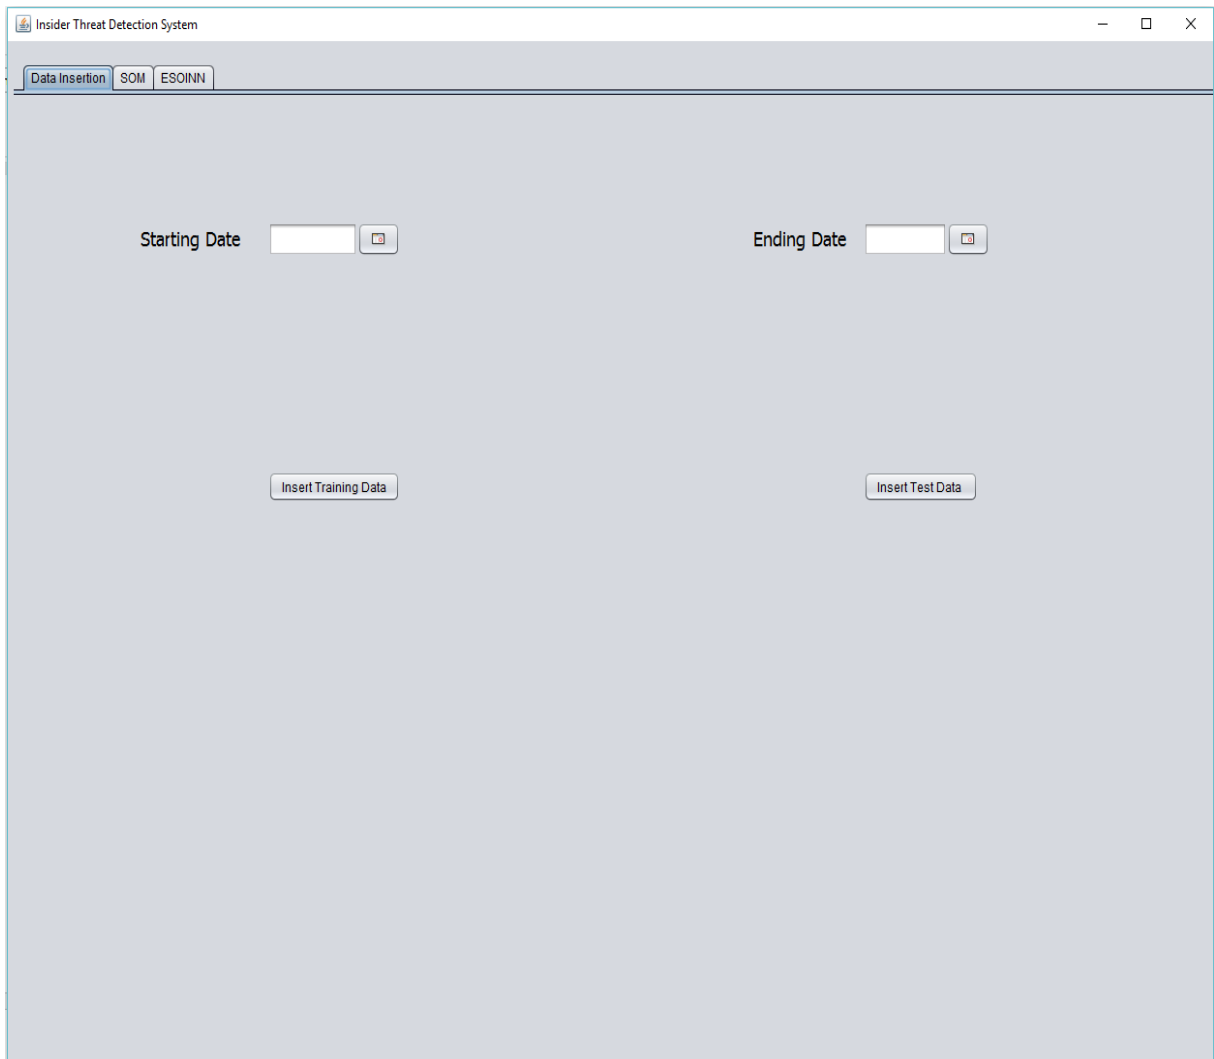 Insider Threat Detection System
Data Insertion SOM ESOINN
Starting Date Ending Date
Insert Training Data Insert Test Data